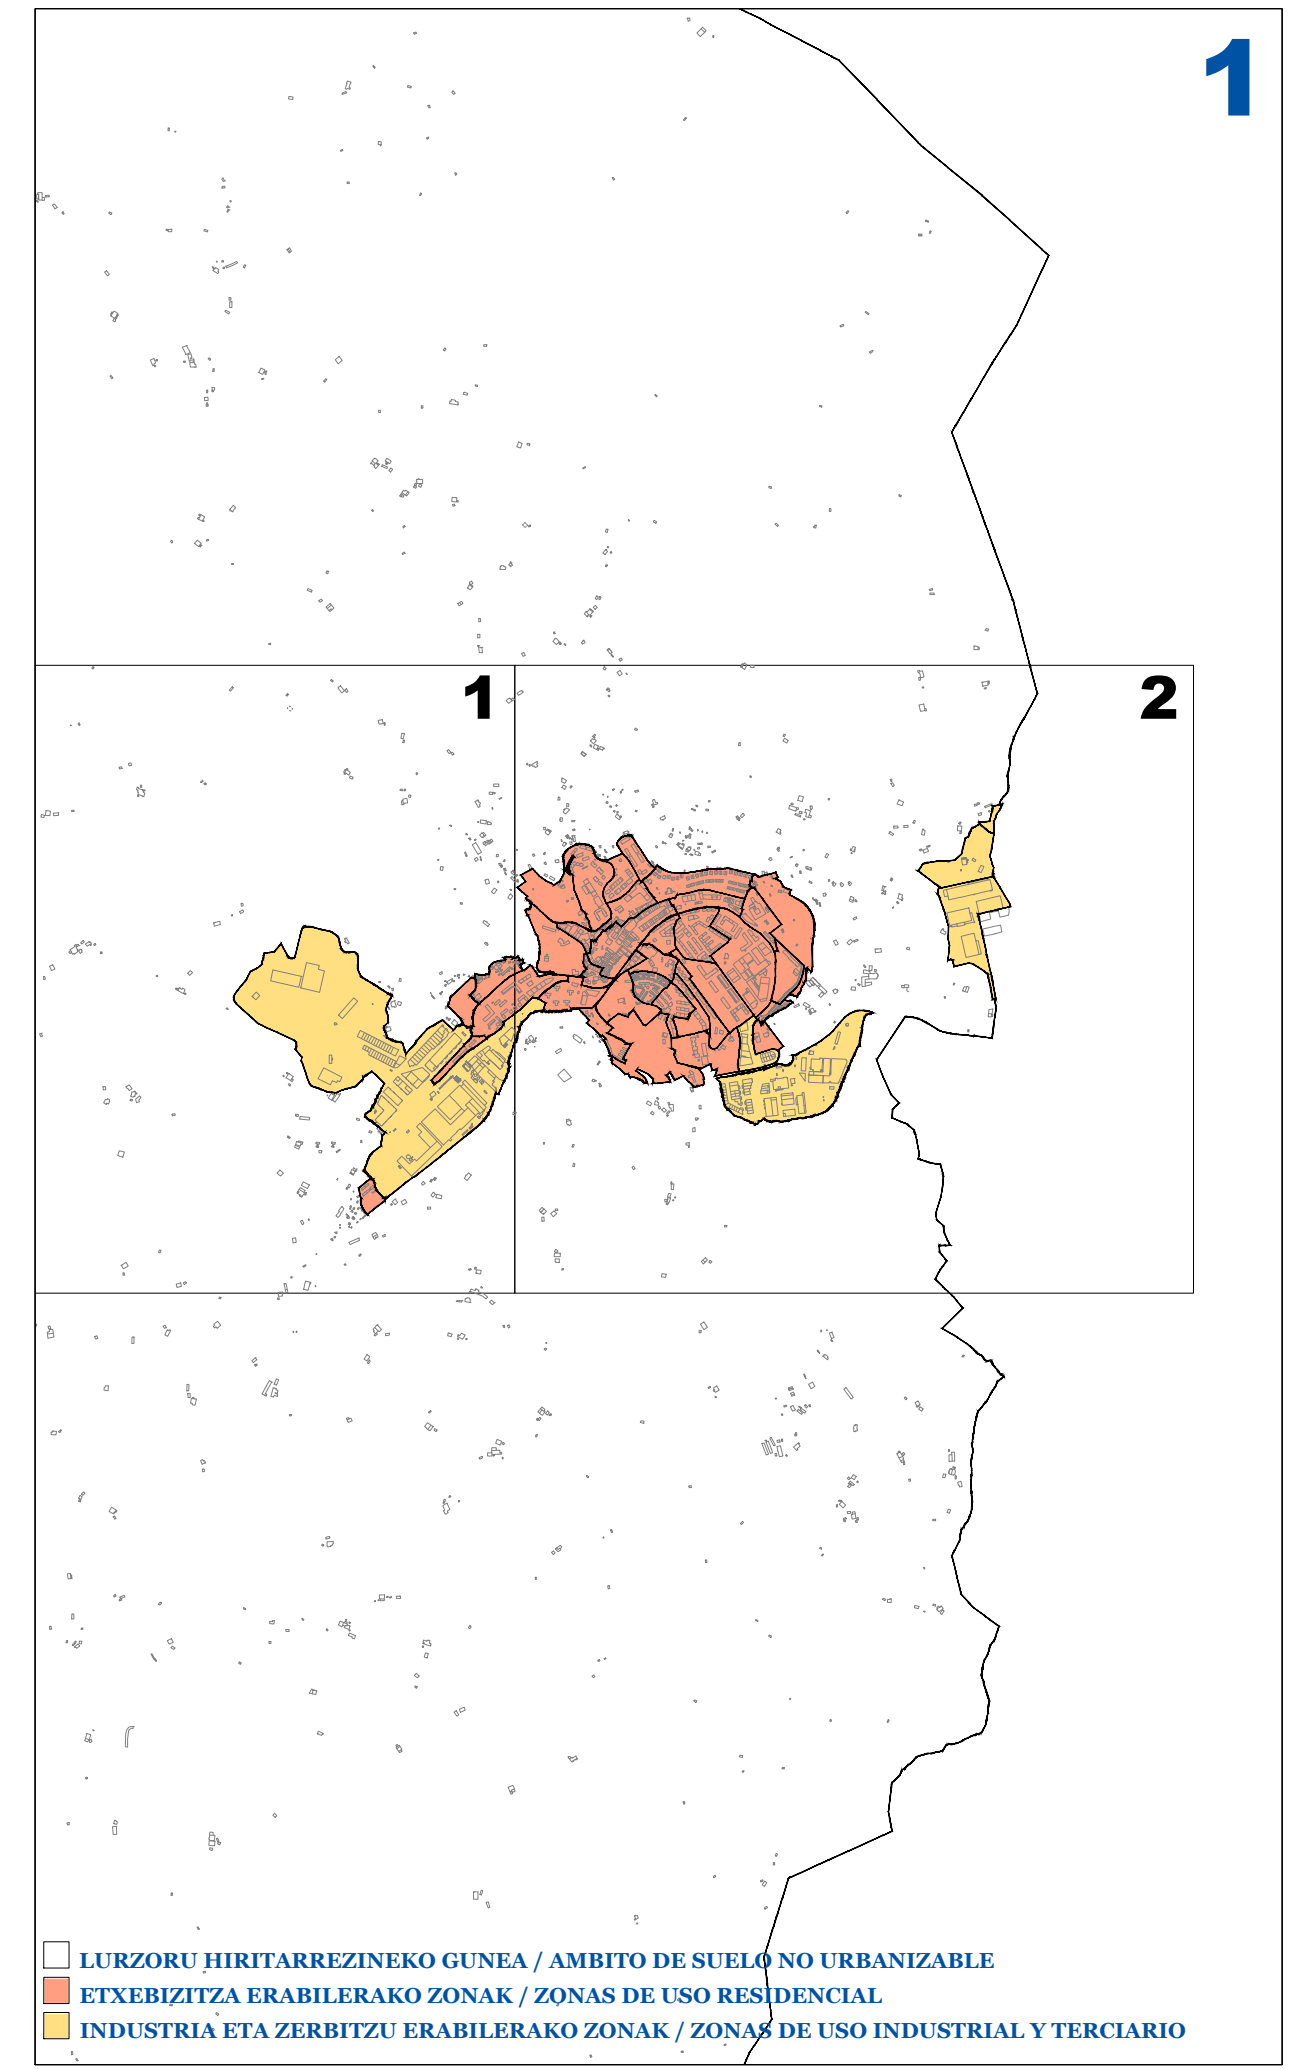 1
1
2
LURZORU HIRITARREZINEKO GUNEA / AMBITO DE SUELO NO URBANIZABLE
ETXEBIZITZA ERABILERAKO ZONAK / ZONAS DE USO RESIDENCIAL
INDUSTRIA ETA ZERBITZU ERABILERAKO ZONAK / ZONAS DE USO INDUSTRIAL Y TERCIARIO